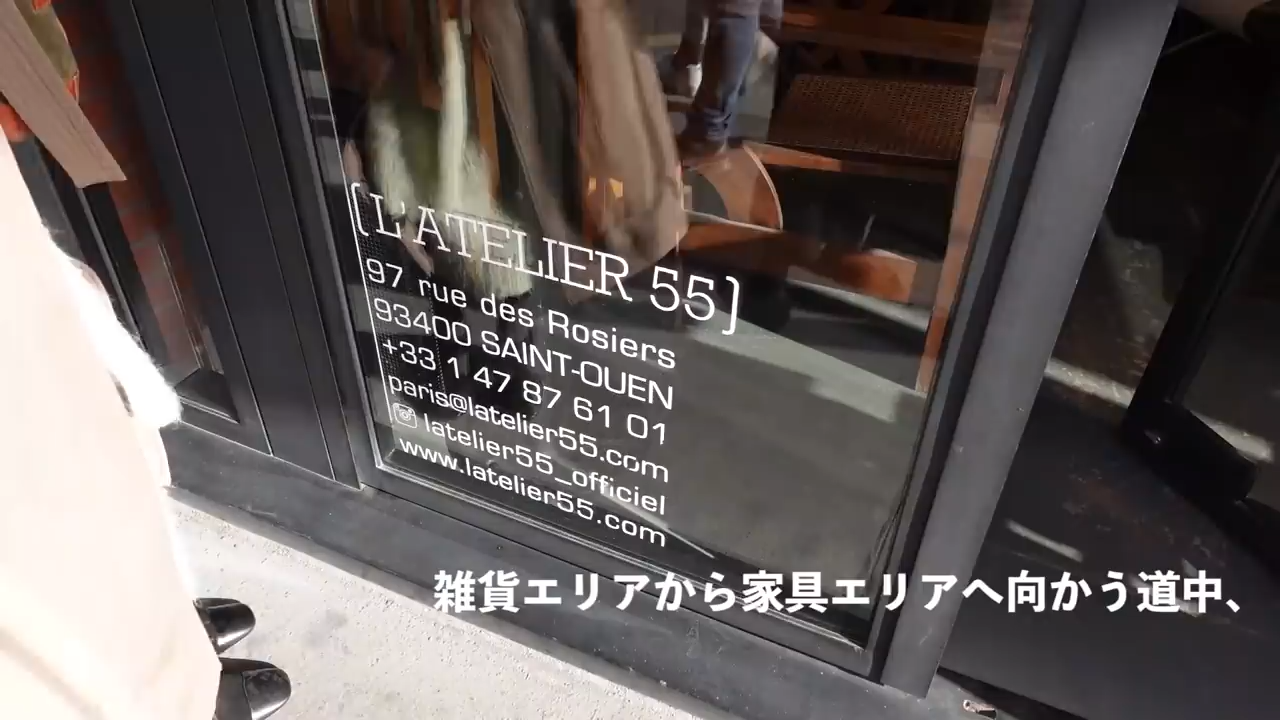 [L'ATELIER 55]
97 rue des Rosiers
93400 SAINT-OUEN
+33 1 47 87 61 01
paris@latelier55.com
latelier55_officiel
www.latelier55.com
雑貨エリアから家具エリアへ向かう道中、